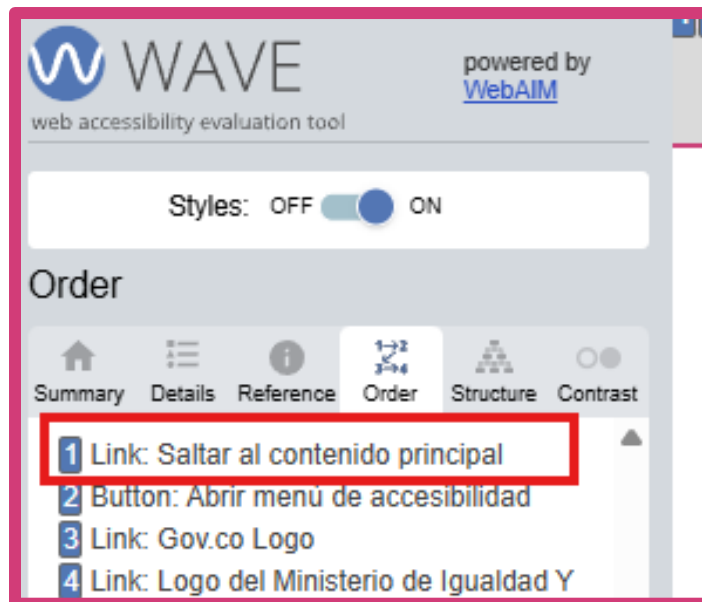 WAVE
powered by
WebAIM
web accessibility evaluation tool
Styles: OFF ON
Order
Summary Details Reference Order Structure Contrast
1 Link: Saltar al contenido principal
2 Button: Abrir menú de accesibilidad
3 Link: Gov.co Logo
4 Link: Logo del Ministerio de Igualdad Y